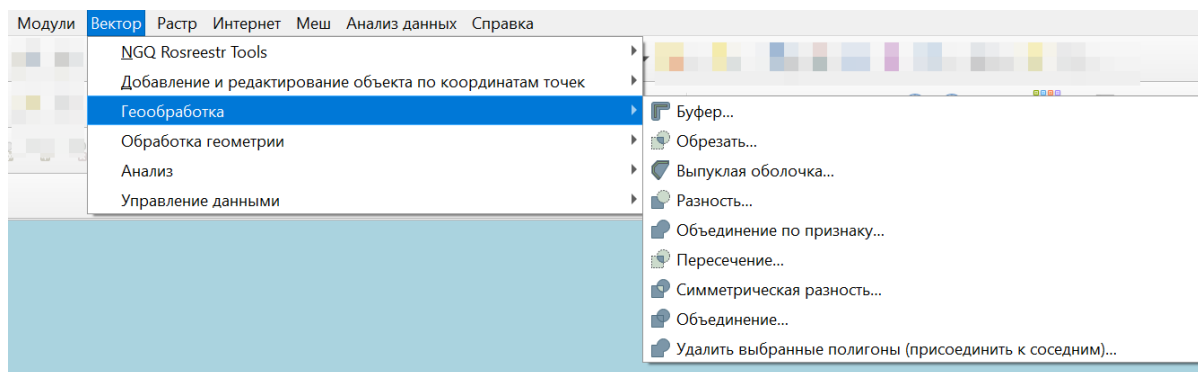 Модули Вектор Растр Интернет Меш Анализ данных Справка
NGQ Rosreestr Tools
Добавление и редактирование объекта по координатам точек
Геообработка
Обработка геометрии
Анализ
Управление данными
Буфер...
Обрезать...
Выпуклая оболочка...
Разность...
Объединение по признаку...
Пересечение...
Симметрическая разность...
Объединение...
Удалить выбранные полигоны (присоединить к соседним)...